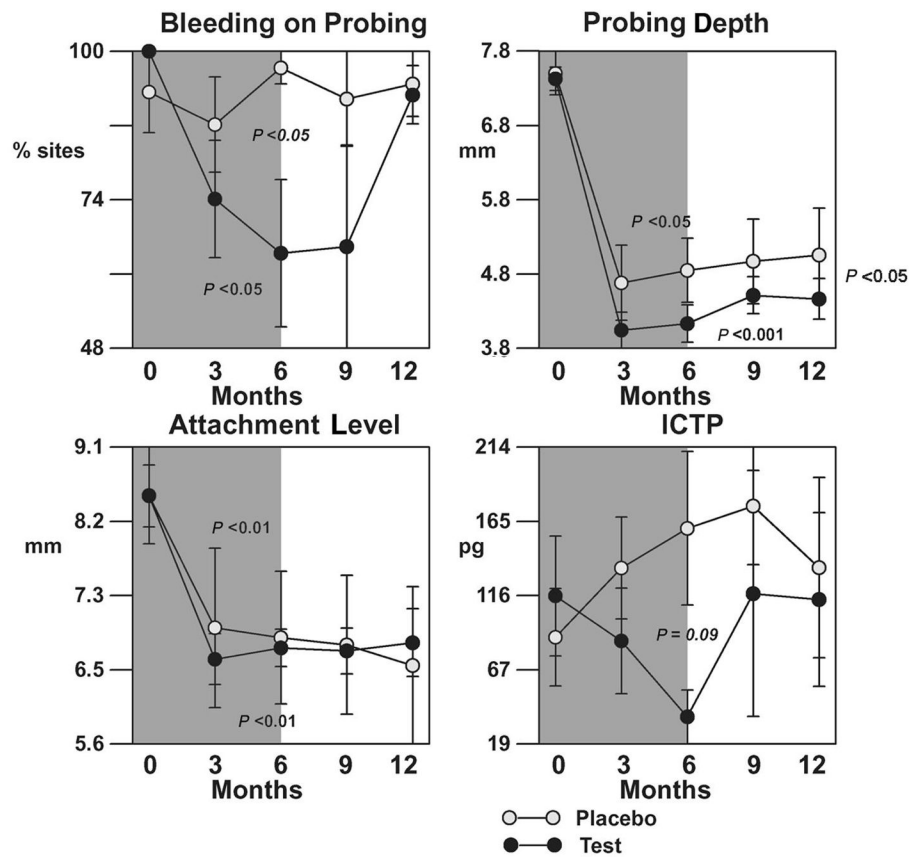 Bleeding on Probing
100
% sites
74
48
P <0.05
P <0.05
0 3 6 9 12
Months
Probing Depth
7.8
6.8
mm
5.8
4.8
3.8
P <0.05
P <0.001
P <0.05
0 3 6 9 12
Months
Attachment Level
9.1
8.2
mm
7.3
6.5
5.6
P <0.01
P <0.01
0 3 6 9 12
Months
ICTP
214
165
pg
116
67
19
P = 0.09
0 3 6 9 12
Months
Placebo
Test